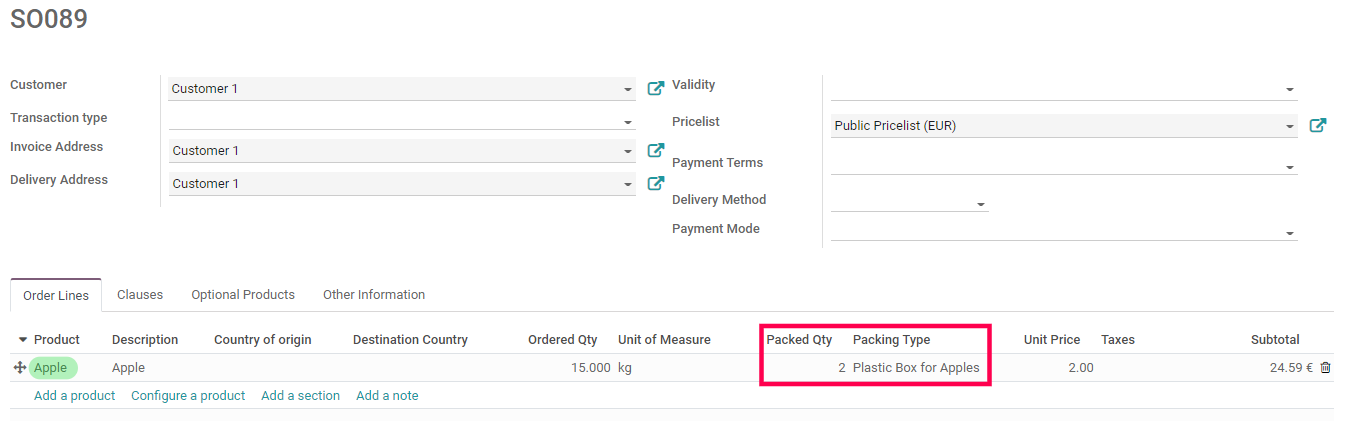 SO089
Customer Customer 1 Validity
Transaction type Pricelist Public Pricelist (EUR)
Invoice Address Customer 1 Payment Terms
Delivery Address Customer 1 Delivery Method
Payment Mode
Order Lines Clauses Optional Products Other Information
Product Description Country of origin Destination Country Ordered Qty Unit of Measure Packed Qty Packing Type Unit Price Taxes Subtotal
Apple Apple 15.000 kg 2 Plastic Box for Apples 2.00 24.59 €
Add a product Configure a product Add a section Add a note